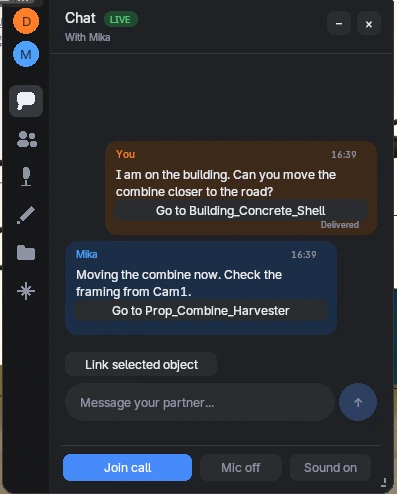 D
Chat LIVE
With Mika
M
You 16:39
I am on the building. Can you move the
combine closer to the road?
Go to Building_Concrete_Shell
Delivered
Mika 16:39
Moving the combine now. Check the
framing from Cam1.
Go to Prop_Combine_Harvester
Link selected object
Message your partner...
Join call Mic off Sound on